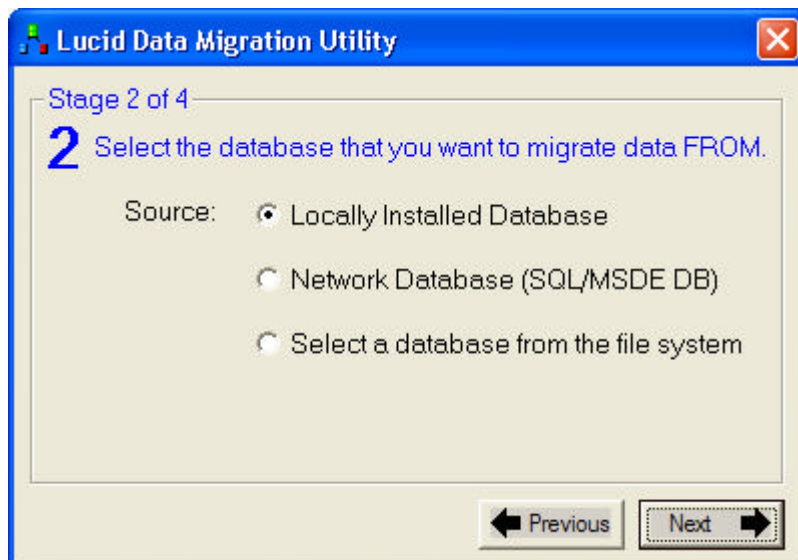 Lucid Data Migration Utility
Stage 2 of 4
2 Select the database that you want to migrate data FROM.
Source: Locally Installed Database
Network Database (SQL/MSDE DB)
Select a database from the file system
Previous Next